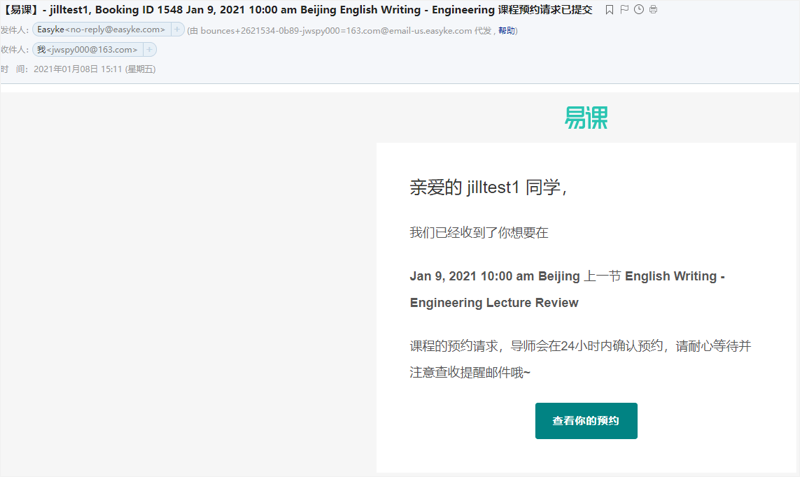 【易课】- jilltest1, Booking ID 1548 Jan 9, 2021 10:00 am Beijing English Writing - Engineering 课程预约请求已提交
发件人： Easyke<no-reply@easyke.com> + (由 bounces+2621534-0b89-jwspy000=163.com@email-us.easyke.com 代发 , 帮助)
收件人： 我<jwspy000@163.com> +
时 间： 2021年01月08日 15:11 (星期五)
易课
亲爱的 jilltest1 同学，
我们已经收到了你想要在
Jan 9, 2021 10:00 am Beijing 上一节 English Writing -
Engineering Lecture Review
课程的预约请求，导师会在24小时内确认预约，请耐心等待并
注意查收提醒邮件哦~
查看你的预约